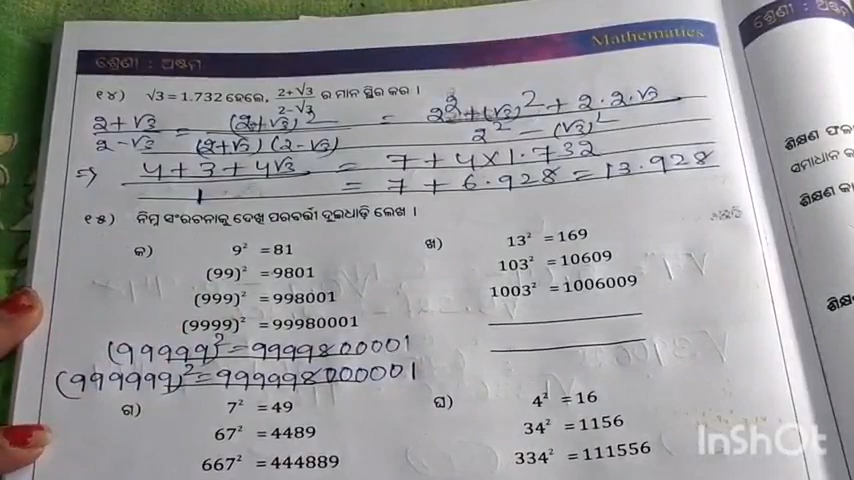 ଶ୍ରେଣୀ : ଅଷ୍ଟମ
Mathematics
୧୪) √3 = 1.732 ହେଲେ, (2+√3)/(2-√3) ର ମାନ ସ୍ଥିର କର ।
(2+√3)/(2-√3) = (2+√3)²/((2+√3)(2-√3)) = (2²+(√3)²+2·2·√3)/(2²-(√3)²)
⇒ (4+3+4√3)/1 = 7+4×1.732
= 7+6.928 = 13.928
୧୫) ନିମ୍ନ ସଂରଚନାକୁ ଦେଖି ପରବର୍ତ୍ତୀ ଦୁଇଧାଡ଼ି ଲେଖ ।
କ) 9² = 81
(99)² = 9801
(999)² = 998001
(9999)² = 99980001
(99999)² = 9999800001
(999999)² = 999998000001
ଖ) 13² = 169
103² = 10609
1003² = 1006009
ଗ) 7² = 49
67² = 4489
667² = 444889
ଘ) 4² = 16
34² = 1156
334² = 111556
ଶିକ୍ଷଣ
ସମାଧାନ
ଶିକ୍ଷଣ
ଶିକ୍ଷଣ
InShOt